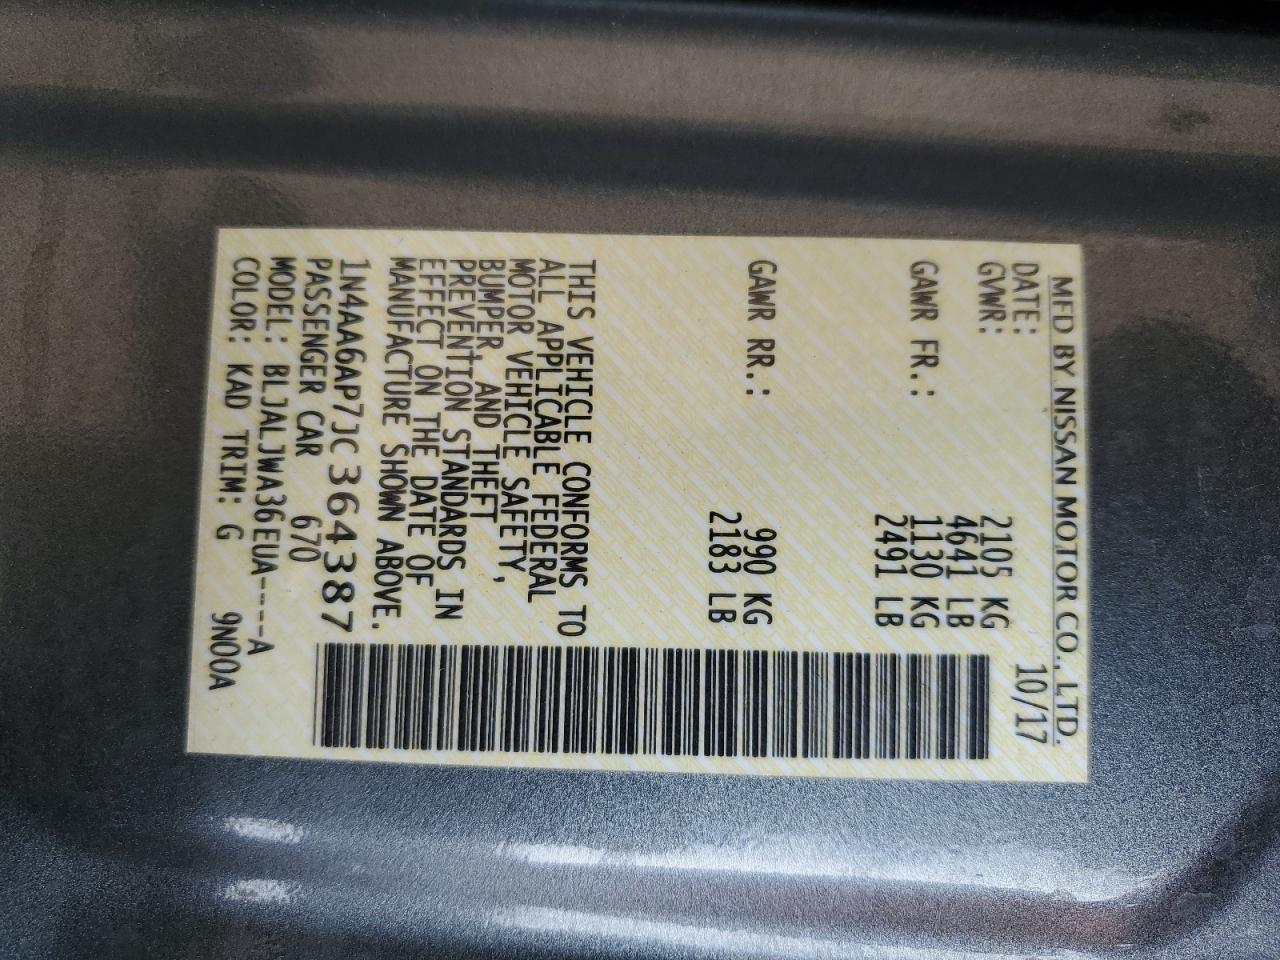 MFD BY NISSAN MOTOR CO., LTD.
DATE: 10/17
GVWR: 2105 KG
4641 LB
GAWR FR.: 1130 KG
2491 LB
GAWR RR.: 990 KG
2183 LB
THIS VEHICLE CONFORMS TO
ALL APPLICABLE FEDERAL
MOTOR VEHICLE SAFETY,
BUMPER, AND THEFT
PREVENTION STANDARDS IN
EFFECT ON THE DATE OF
MANUFACTURE SHOWN ABOVE.
1N4AA6AP7JC364387
PASSENGER CAR 670
MODEL: BLJALJWA36EUA----A
COLOR: KAD TRIM: G 9N00A